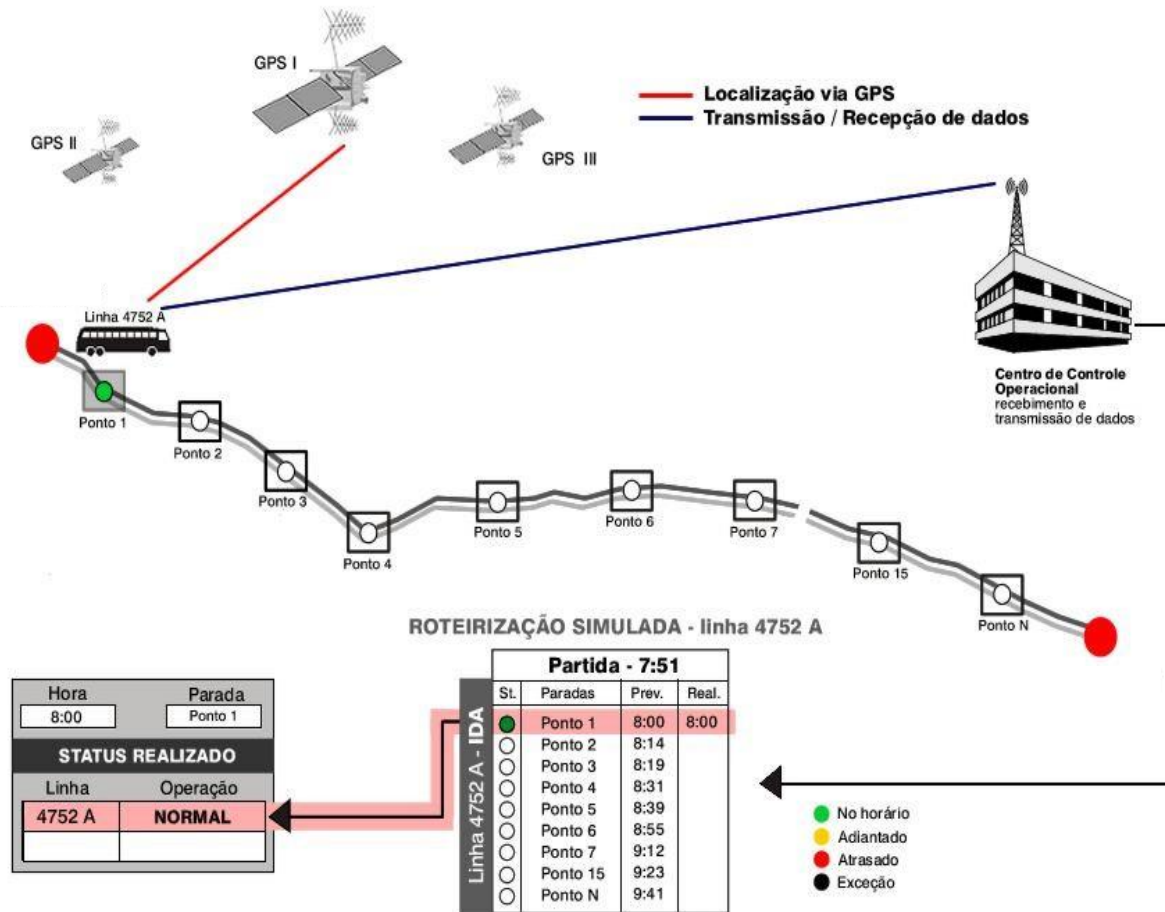 GPS I
GPS II
GPS III
Localização via GPS
Transmissão / Recepção de dados
Linha 4752 A
Centro de Controle
Operacional
recebimento e
transmissão de dados
Ponto 1
Ponto 2
Ponto 3
Ponto 4
Ponto 5
Ponto 6
Ponto 7
Ponto 15
Ponto N
ROTEIRIZAÇÃO SIMULADA - linha 4752 A
Hora Parada
8:00 Ponto 1
STATUS REALIZADO
Linha Operação
4752 A NORMAL
Linha 4752 A - IDA
Partida - 7:51
St. Paradas Prev. Real.
Ponto 1 8:00 8:00
Ponto 2 8:14
Ponto 3 8:19
Ponto 4 8:31
Ponto 5 8:39
Ponto 6 8:55
Ponto 7 9:12
Ponto 15 9:23
Ponto N 9:41
No horário
Adiantado
Atrasado
Exceção